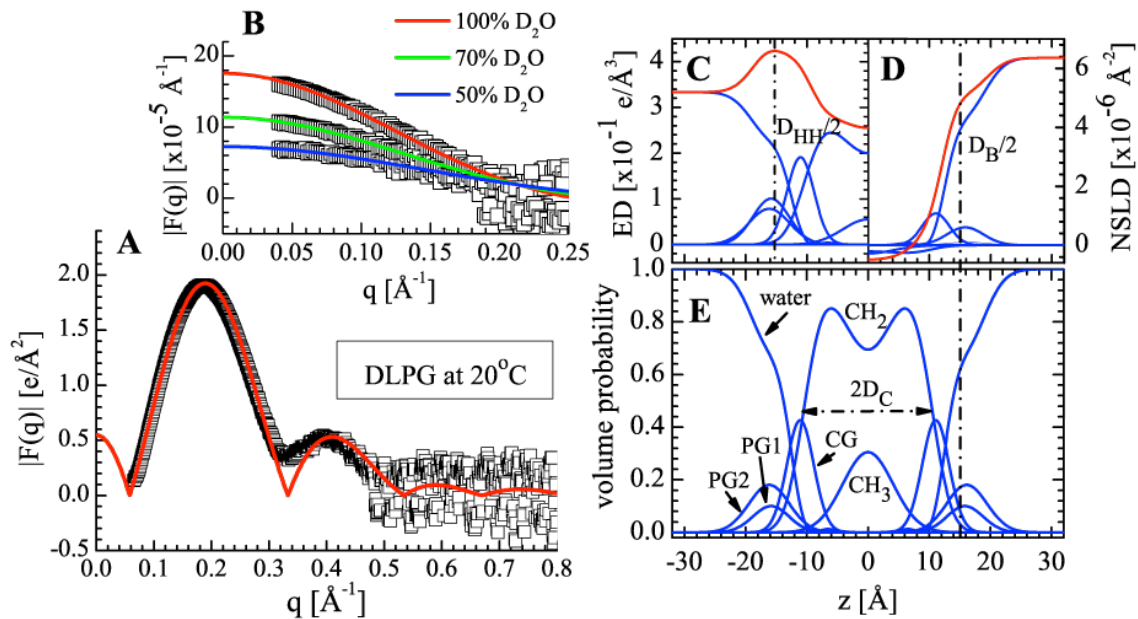 B
100% D₂O
70% D₂O
50% D₂O
|F(q)| [x10⁻⁵ Å⁻¹]
20
10
0
0.00 0.05 0.10 0.15 0.20 0.25
q [Å⁻¹]
A
|F(q)| [e/Å²]
2.0
1.5
1.0
0.5
0.0
-0.5
DLPG at 20°C
0.0 0.1 0.2 0.3 0.4 0.5 0.6 0.7 0.8
q [Å⁻¹]
C
ED [x10⁻¹ e/Å³]
4
3
2
1
0
D_HH/2
D
D_B/2
6
4
2
0
NSLD [x10⁻⁶ Å⁻²]
E
volume probability
1.0
0.8
0.6
0.4
0.2
0.0
water
CH₂
2D_C
PG1
PG2
CG
CH₃
-30 -20 -10 0 10 20 30
z [Å]